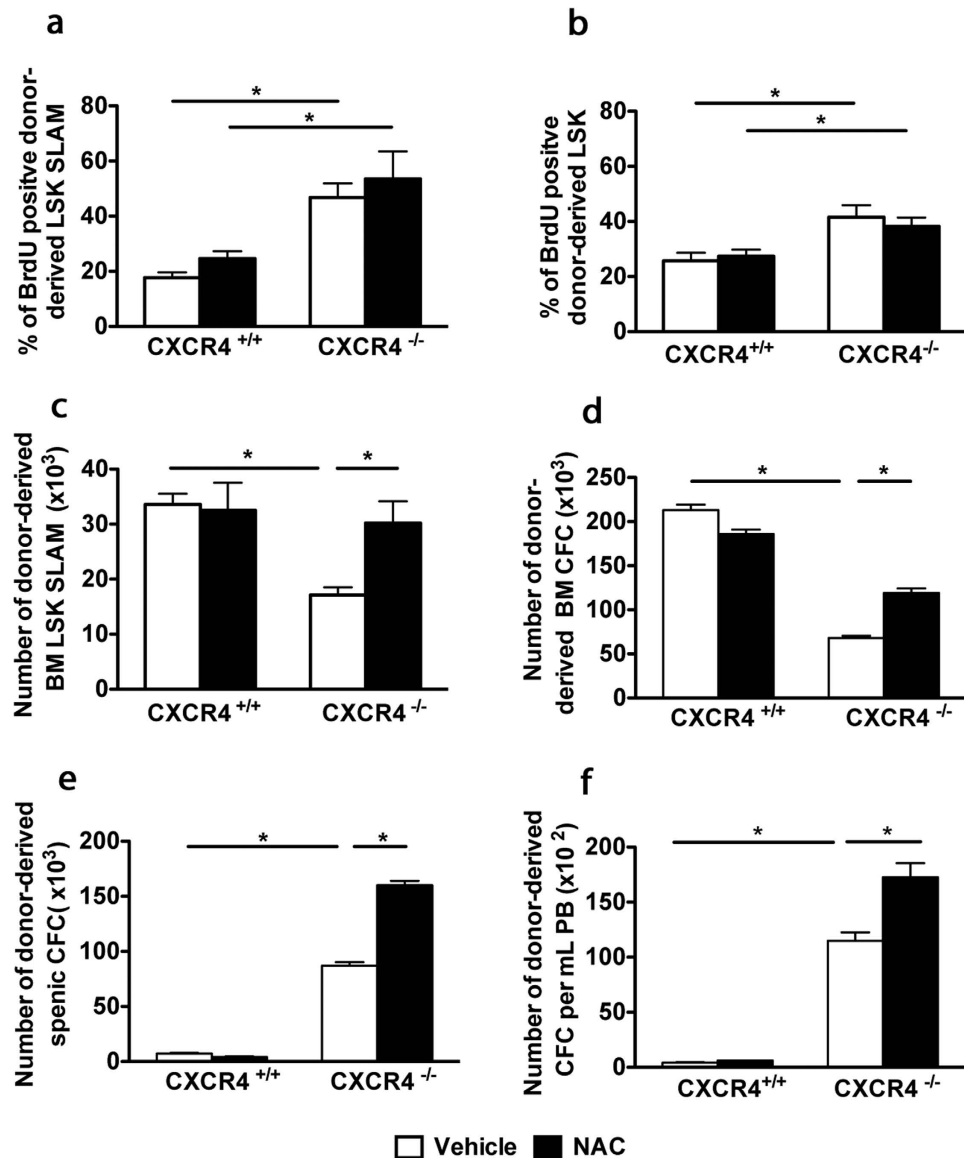 a
% of BrdU positive donor-
derived LSK SLAM
80
60
40
20
0
*
*
CXCR4 +/+
CXCR4 -/-
b
% of BrdU positve
donor-derived LSK
80
60
40
20
0
*
*
CXCR4+/+
CXCR4-/-
c
Number of donor-derived
BM LSK SLAM (x10³)
40
30
20
10
0
*
*
CXCR4 +/+
CXCR4 -/-
d
Number of donor-
derived BM CFC (x10³)
250
200
150
100
50
0
*
*
CXCR4 +/+
CXCR4 -/-
e
Number of donor-derived
spenic CFC( x10³)
200
150
100
50
0
*
*
CXCR4 +/+
CXCR4 -/-
f
Number of donor-derived
CFC per mL PB (x10⁻²)
200
150
100
50
0
*
*
CXCR4+/+
CXCR4 -/-
Vehicle
NAC